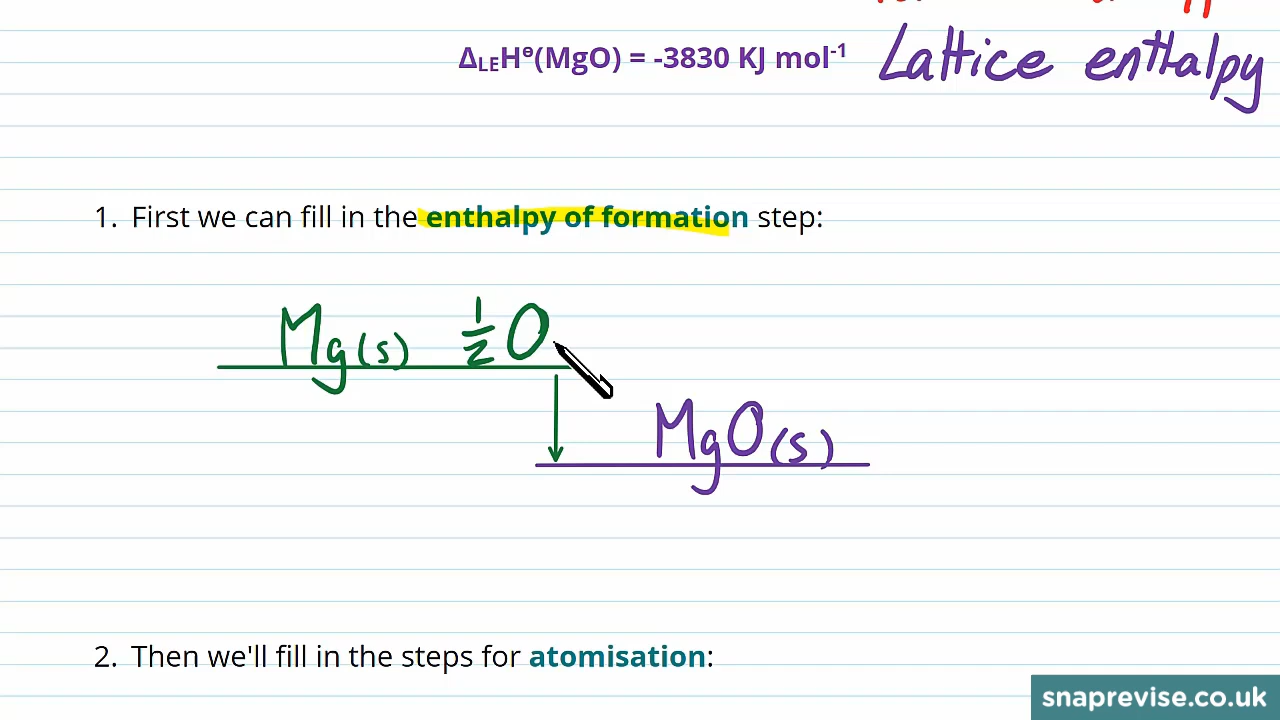 ΔLEHᶱ(MgO) = -3830 KJ mol⁻¹ Lattice enthalpy
1. First we can fill in the enthalpy of formation step:
Mg(s) ½O
MgO(s)
2. Then we'll fill in the steps for atomisation:
snaprevise.co.uk